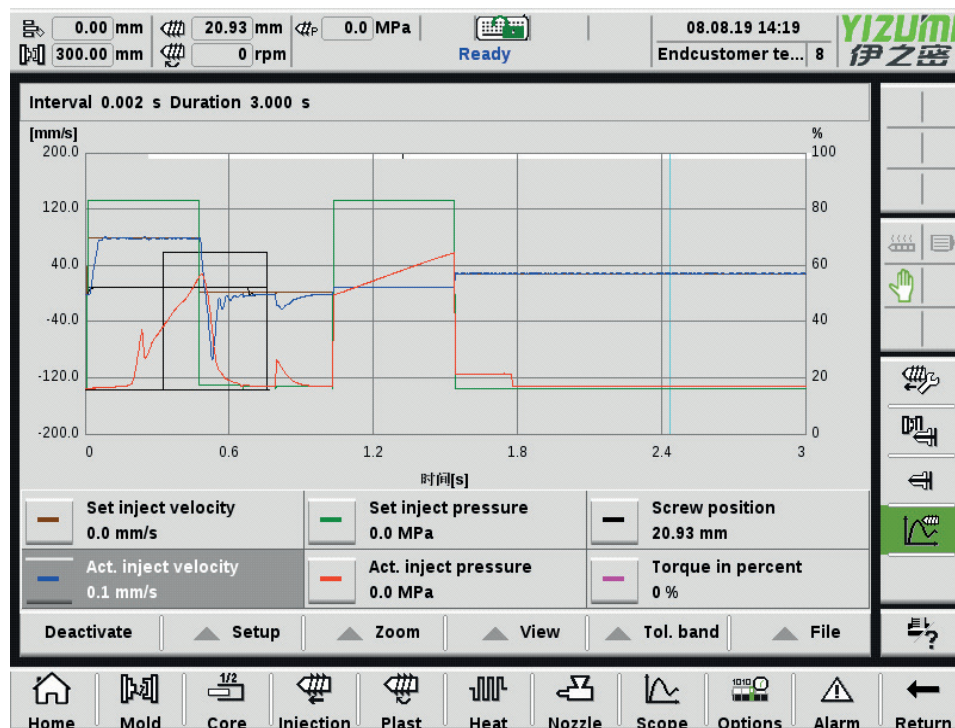 0.00 mm 20.93 mm P 0.0 MPa 08.08.19 14:19 YIZUMI
300.00 mm 0 rpm Ready Endcustomer te... 8 伊之密
Interval 0.002 s Duration 3.000 s
[mm/s] %
200.0 100
120.0 80
40.0 60
-40.0 40
-120.0 20
-200.0 0
0 0.6 1.2 1.8 2.4 3
时间[s]
Set inject velocity Set inject pressure Screw position
0.0 mm/s 0.0 MPa 20.93 mm
Act. inject velocity Act. inject pressure Torque in percent
0.1 mm/s 0.0 MPa 0 %
Deactivate Setup Zoom View Tol. band File
?
1/2 1010
Home Mold Core Injection Plast Heat Nozzle Scope Options Alarm Return